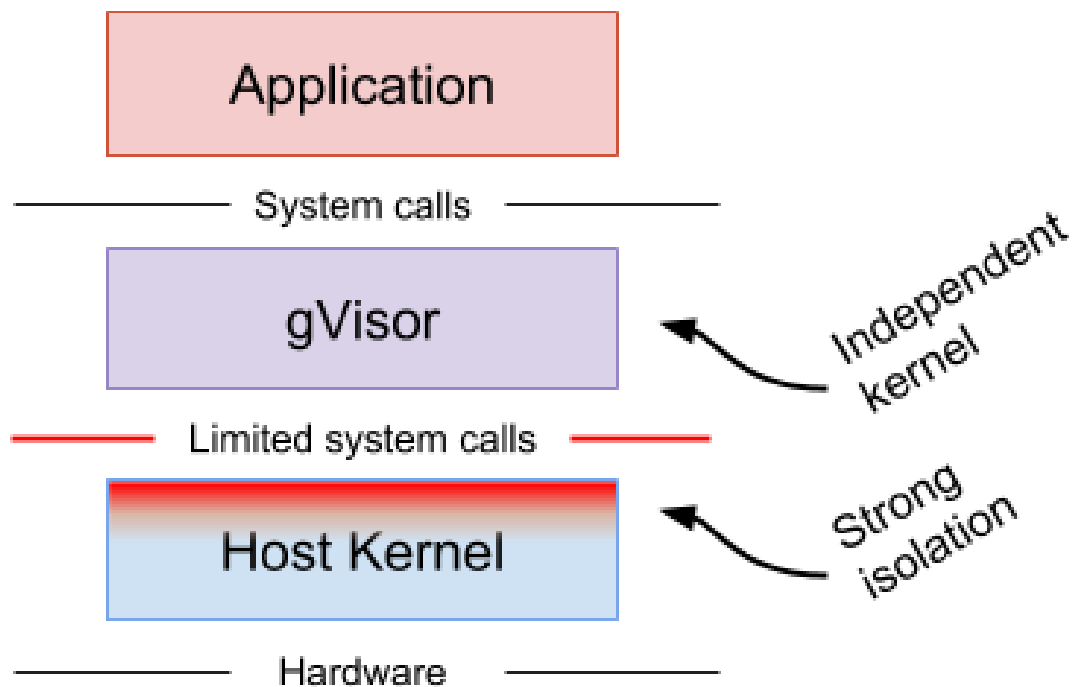 Application
System calls
gVisor
Independent
kernel
Limited system calls
Host Kernel
Strong
isolation
Hardware